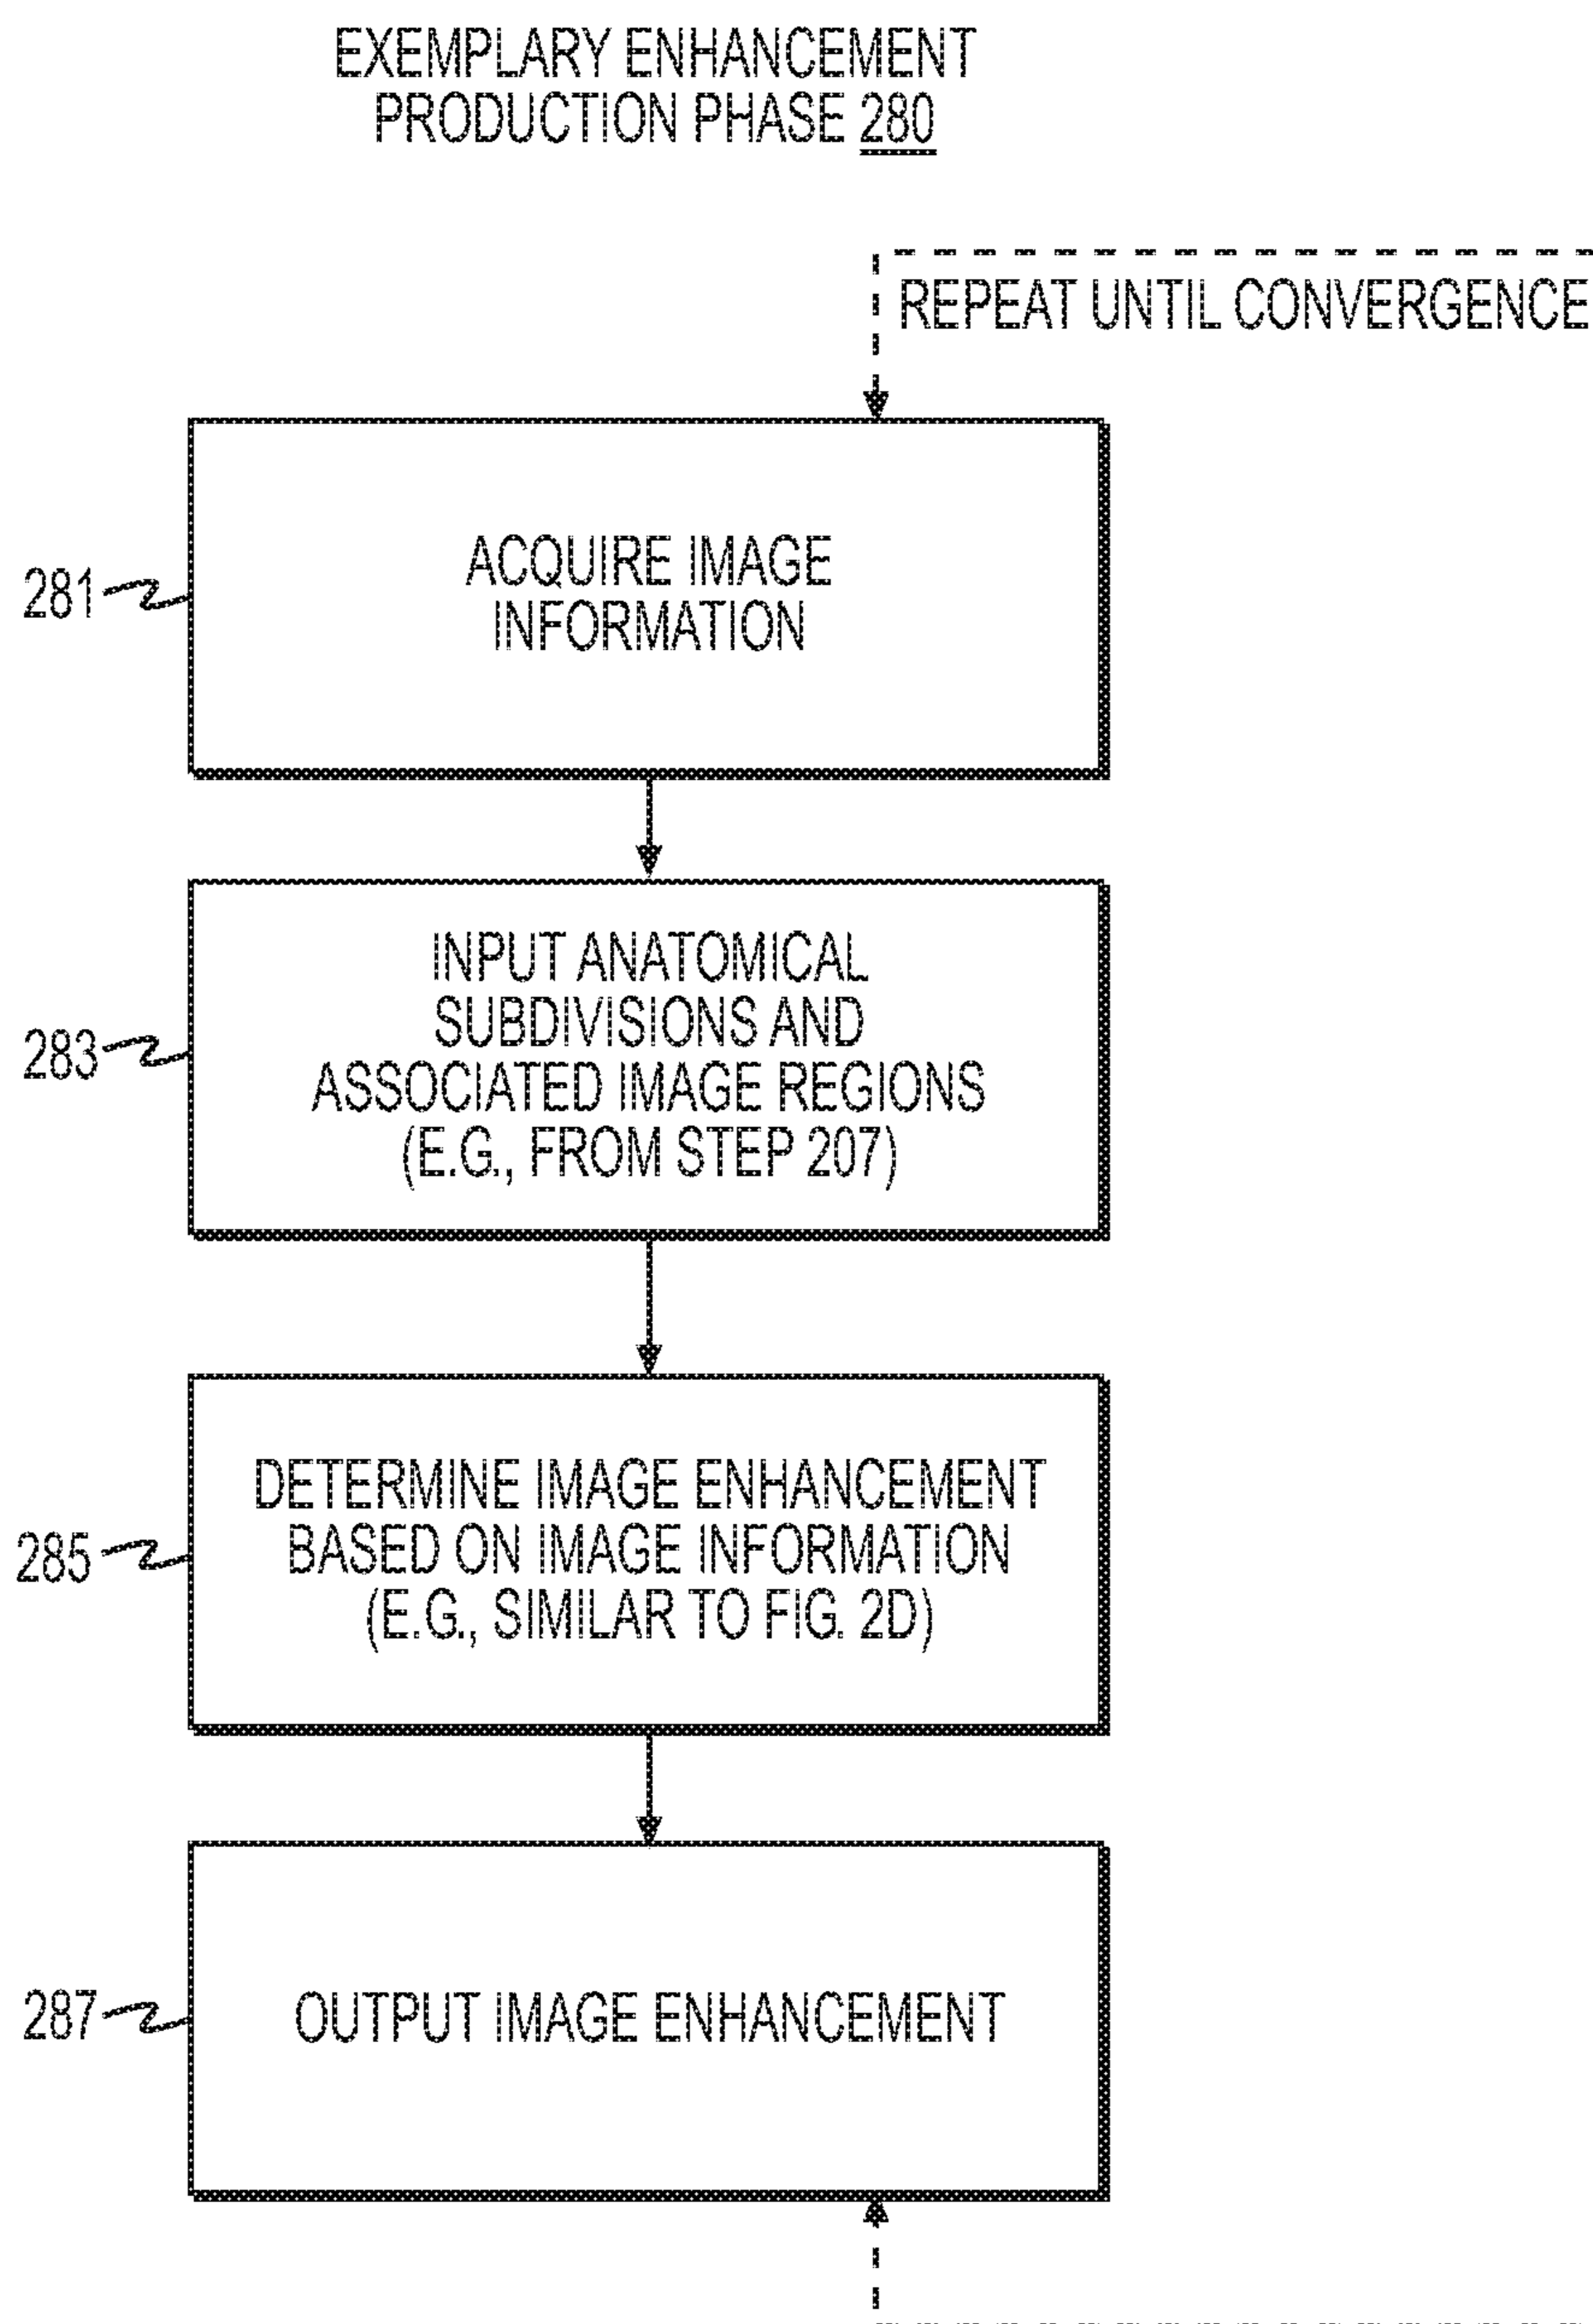 EXEMPLARY ENHANCEMENT
PRODUCTION PHASE 280
REPEAT UNTIL CONVERGENCE
281
ACQUIRE IMAGE
INFORMATION
283
INPUT ANATOMICAL
SUBDIVISIONS AND
ASSOCIATED IMAGE REGIONS
(E.G., FROM STEP 207)
285
DETERMINE IMAGE ENHANCEMENT
BASED ON IMAGE INFORMATION
(E.G., SIMILAR TO FIG. 2D)
287
OUTPUT IMAGE ENHANCEMENT